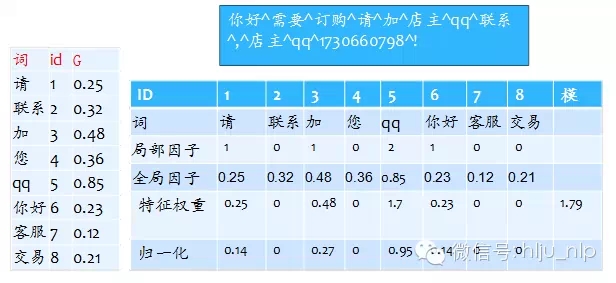 你好^需要^订购^请^加^店主^qq^联系
^,^店主^qq^1730660798^!
词 id G
请 1 0.25
联系 2 0.32
加 3 0.48
您 4 0.36
qq 5 0.85
你好 6 0.23
客服 7 0.12
交易 8 0.21
ID 1 2 3 4 5 6 7 8 模
词 请 联系 加 您 qq 你好 客服 交易
局部因子 1 0 1 0 2 1 0 0
全局因子 0.25 0.32 0.48 0.36 0.85 0.23 0.12 0.21
特征权重 0.25 0 0.48 0 1.7 0.23 0 0 1.79
归一化 0.14 0 0.27 0 0.95 0.14 0 0
微信号: hlju_nlp